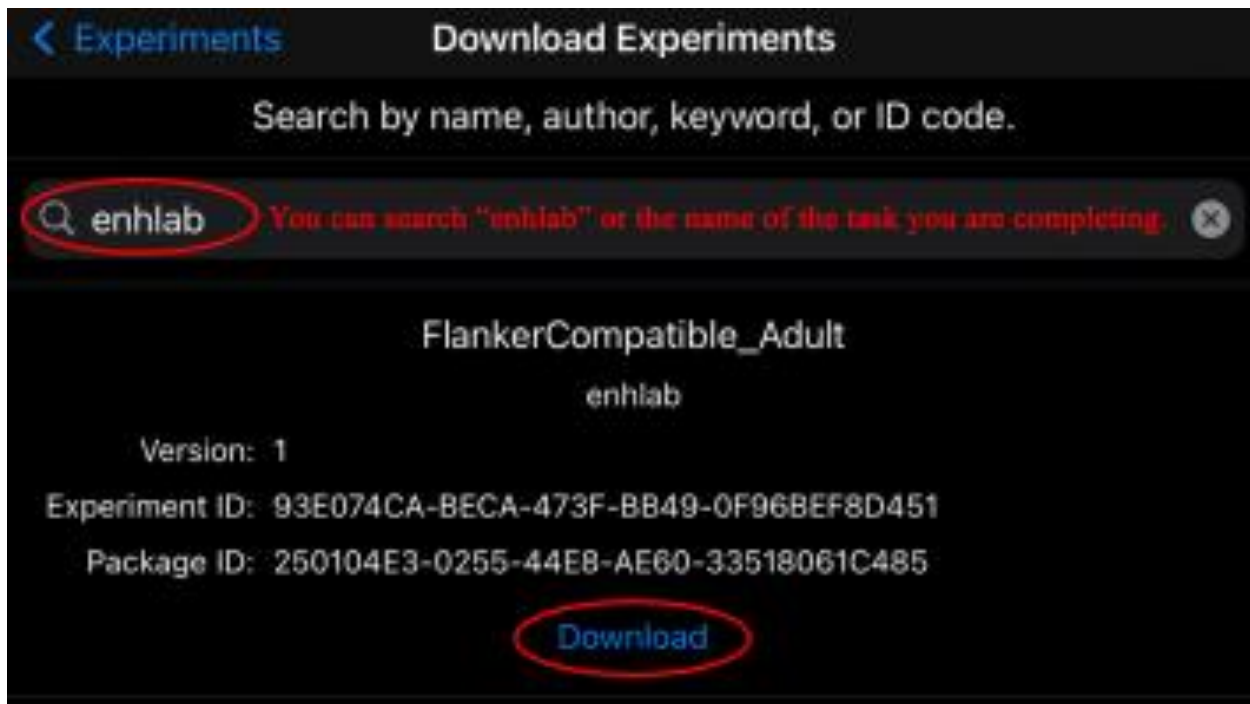 Experiments
Download Experiments
Search by name, author, keyword, or ID code.
enhlab You can search "enhlab" or the name of the task you are completing.
FlankerCompatible_Adult
enhlab
Version: 1
Experiment ID: 93E074CA-BECA-473F-BB49-0F96BEF8D451
Package ID: 250104E3-0255-44E8-AE60-33518061C485
Download